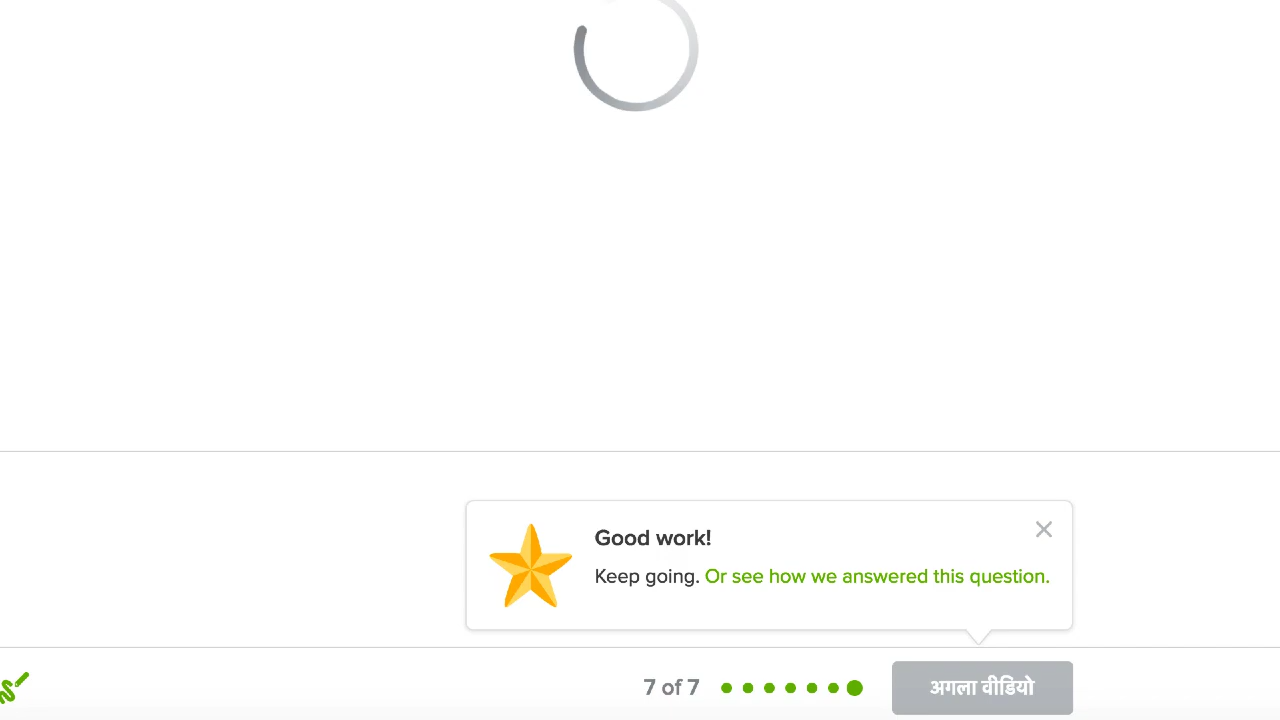 Good work!
Keep going. Or see how we answered this question.
7 of 7
अगला वीडियो